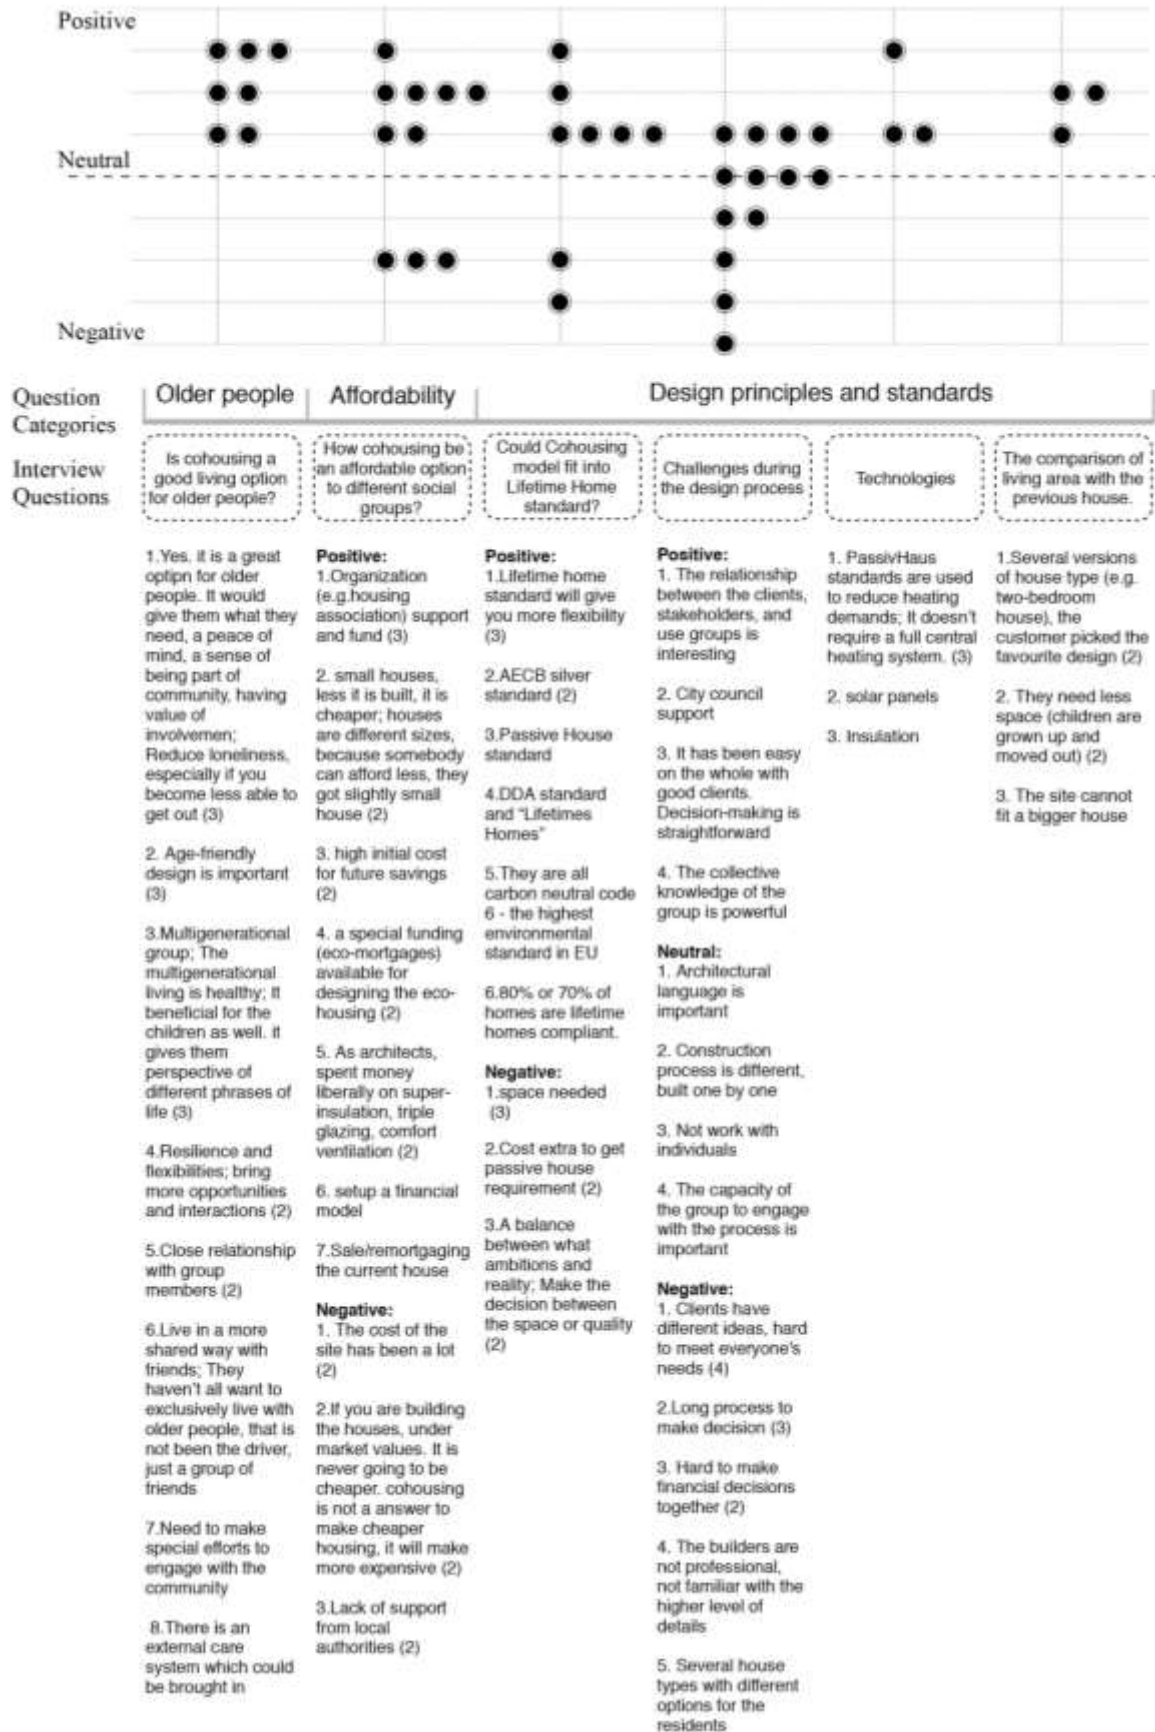 Positive
Neutral
Negative
Question
Categories
Older people
Affordability
Design principles and standards
Interview
Questions
Is cohousing a
good living option
for older people?
How cohousing be
an affordable option
to different social
groups?
Could Cohousing
model fit into
Lifetime Home
standard?
Challenges during
the design process
Technologies
The comparison of
living area with the
previous house.
1.Yes. it is a great
optipn for older
people. It would
give them what they
need, a peace of
mind, a sense of
being part of
community, having
value of
involvemen;
Reduce loneliness,
especially if you
become less able to
get out (3)
2. Age-friendly
design is important
(3)
3.Multigenerational
group; The
multigenerational
living is healthy; It
beneficial for the
children as well. it
gives them
perspective of
different phrases of
life (3)
4.Resilience and
flexibilities; bring
more opportunities
and interactions (2)
5.Close relationship
with group
members (2)
6.Live in a more
shared way with
friends; They
haven't all want to
exclusively live with
older people, that is
not been the driver,
just a group of
friends
7.Need to make
special efforts to
engage with the
community
8.There is an
external care
system which could
be brought in
Positive:
1.Organization
(e.g.housing
association) support
and fund (3)
2. small houses,
less it is built, it is
cheaper; houses
are different sizes,
because somebody
can afford less, they
got slightly small
house (2)
3. high initial cost
for future savings
(2)
4. a special funding
(eco-mortgages)
available for
designing the eco-
housing (2)
5. As architects,
spent money
liberally on super-
insulation, triple
glazing, comfort
ventilation (2)
6. setup a financial
model
7.Sale/remortgaging
the current house
Negative:
1. The cost of the
site has been a lot
(2)
2.If you are building
the houses, under
market values. It is
never going to be
cheaper. cohousing
is not a answer to
make cheaper
housing, it will make
more expensive (2)
3.Lack of support
from local
authorities (2)
Positive:
1.Lifetime home
standard will give
you more flexibility
(3)
2.AECB silver
standard (2)
3.Passive House
standard
4.DDA standard
and "Lifetimes
Homes"
5.They are all
carbon neutral code
6 - the highest
environmental
standard in EU
6.80% or 70% of
homes are lifetime
homes compliant.
Negative:
1.space needed
(3)
2.Cost extra to get
passive house
requirement (2)
3.A balance
between what
ambitions and
reality; Make the
decision between
the space or quality
(2)
Positive:
1. The relationship
between the clients,
stakeholders, and
use groups is
interesting
2. City council
support
3. It has been easy
on the whole with
good clients.
Decision-making is
straightforward
4. The collective
knowledge of the
group is powerful
Neutral:
1. Architectural
language is
important
2. Construction
process is different,
built one by one
3. Not work with
individuals
4. The capacity of
the group to engage
with the process is
important
Negative:
1. Clients have
different ideas, hard
to meet everyone's
needs (4)
2.Long process to
make decision (3)
3. Hard to make
financial decisions
together (2)
4. The builders are
not professional,
not familiar with the
higher level of
details
5. Several house
types with different
options for the
residents
1. PassivHaus
standards are used
to reduce heating
demands; It doesn't
require a full central
heating system. (3)
2. solar panels
3. Insulation
1.Several versions
of house type (e.g.
two-bedroom
house), the
customer picked the
favourite design (2)
2. They need less
space (children are
grown up and
moved out) (2)
3. The site cannot
fit a bigger house